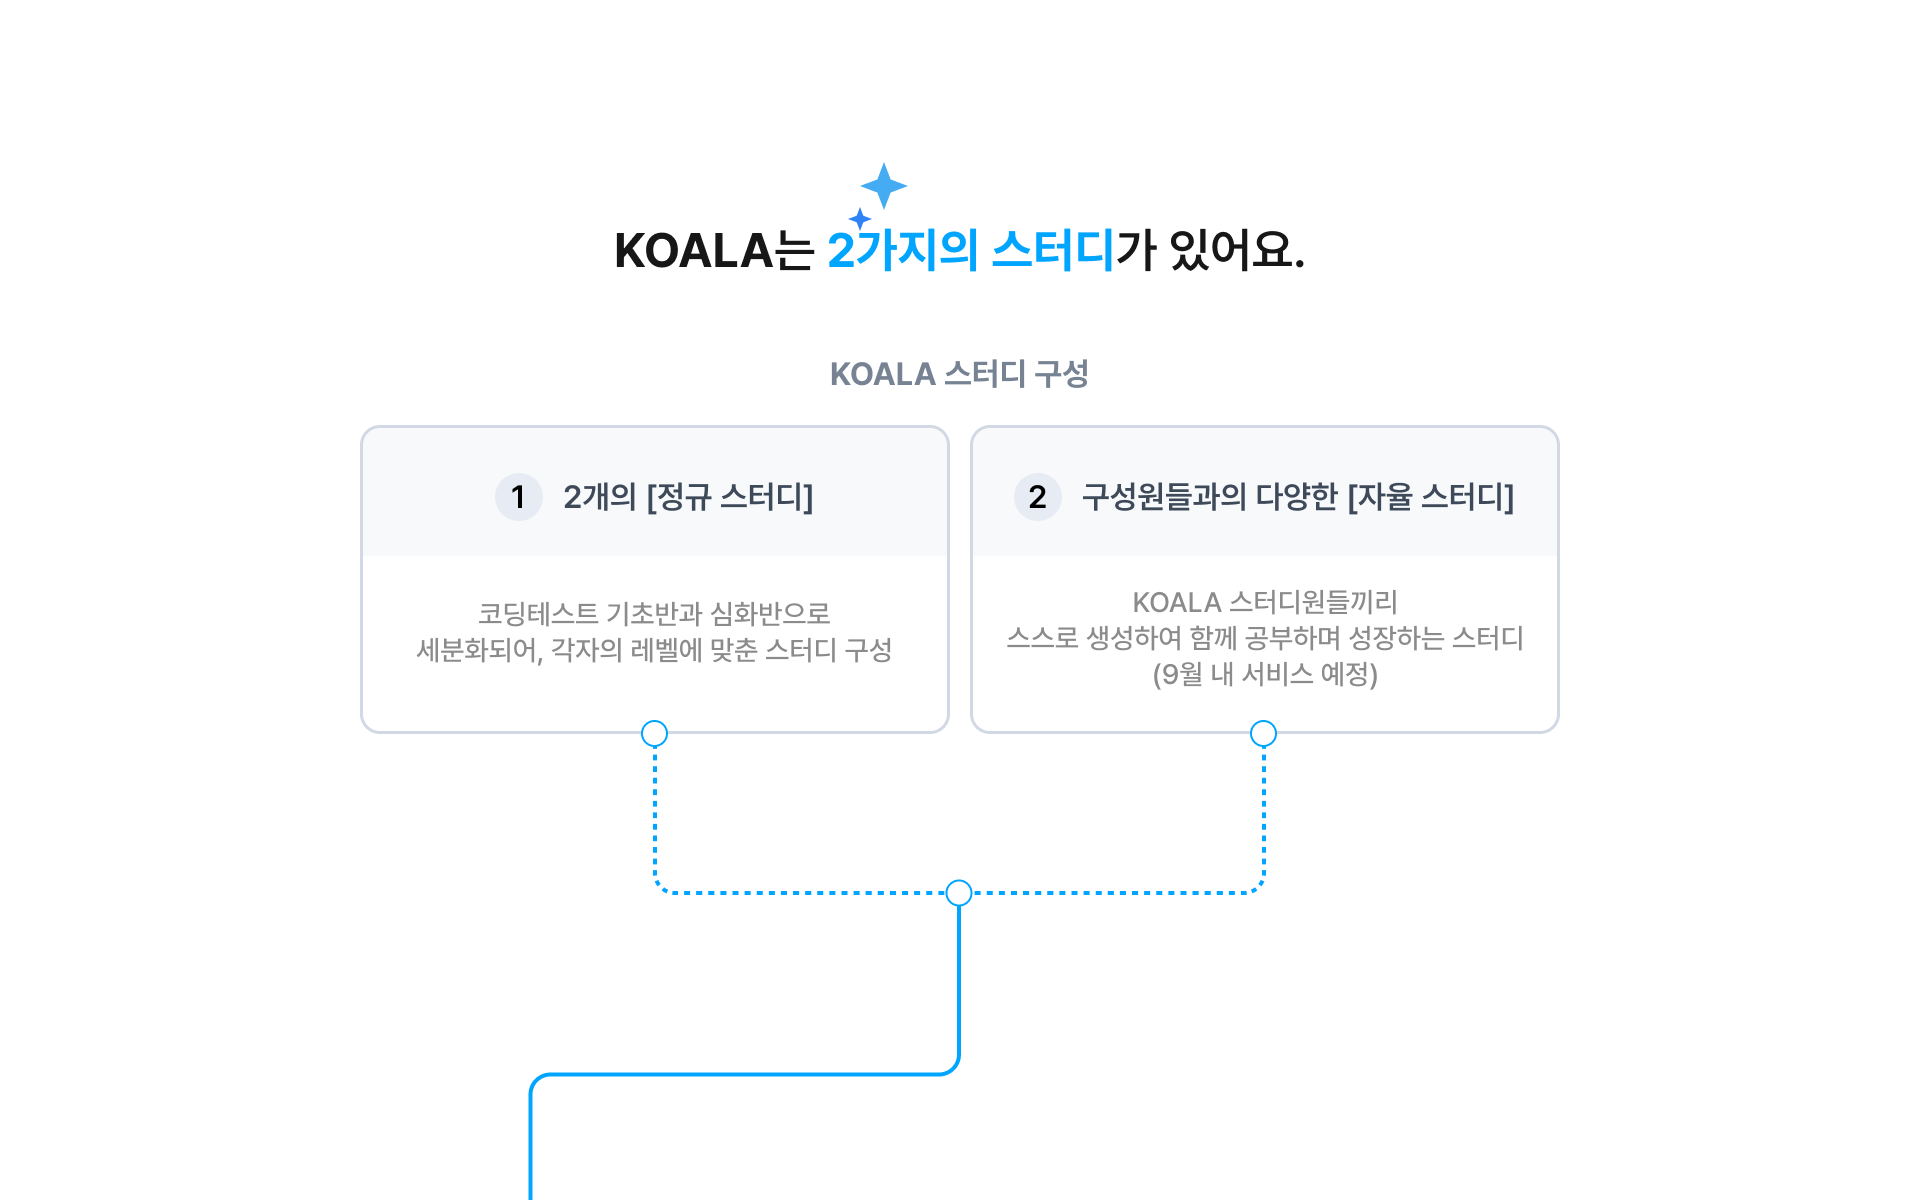 KOALA는 2가지의 스터디가 있어요.
KOALA 스터디 구성
1 2개의 [정규 스터디]
코딩테스트 기초반과 심화반으로
세분화되어, 각자의 레벨에 맞춘 스터디 구성
2 구성원들과의 다양한 [자율 스터디]
KOALA 스터디원들끼리
스스로 생성하여 함께 공부하며 성장하는 스터디
(9월 내 서비스 예정)